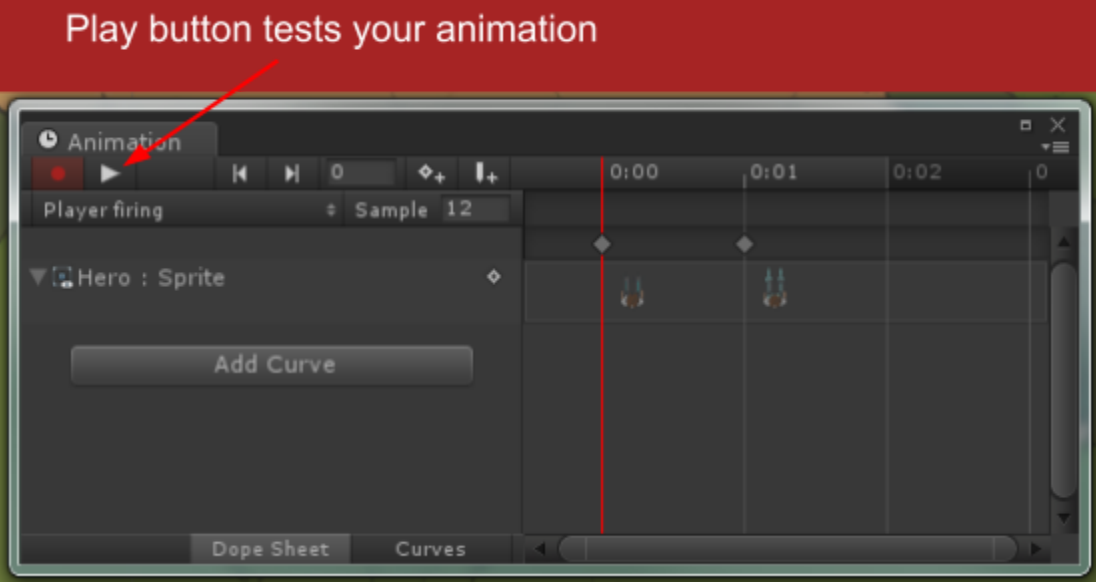 Play button tests your animation
Animation
0 0:00 0:01 0:02 0
Player firing Sample 12
Hero : Sprite
Add Curve
Dope Sheet Curves